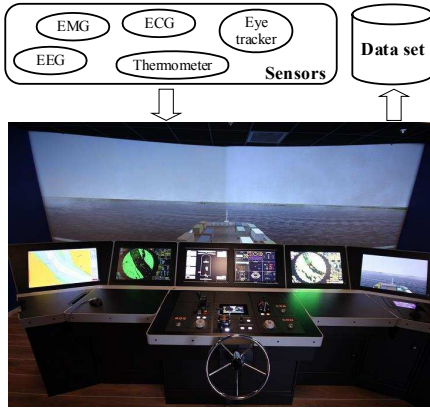 EMG
ECG
Eye
tracker
EEG
Thermometer
Sensors
Data set